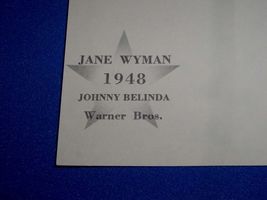 JANE WYMAN
1948
JOHNNY BELINDA
Warner Bros.